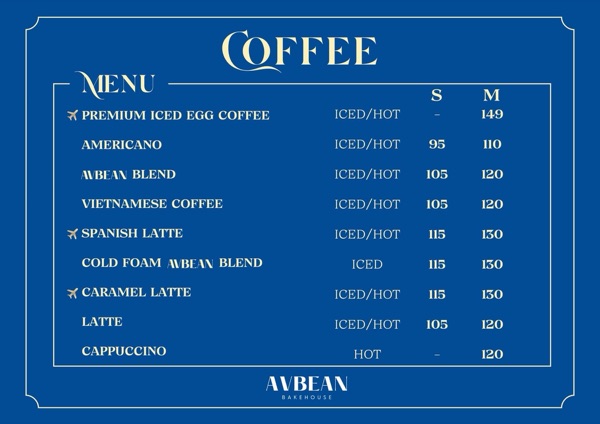 COFFEE
MENU
S M
PREMIUM ICED EGG COFFEE ICED/HOT - 149
AMERICANO ICED/HOT 95 110
AVBEAN BLEND ICED/HOT 105 120
VIETNAMESE COFFEE ICED/HOT 105 120
SPANISH LATTE ICED/HOT 115 130
COLD FOAM AVBEAN BLEND ICED 115 130
CARAMEL LATTE ICED/HOT 115 130
LATTE ICED/HOT 105 120
CAPPUCCINO HOT - 120
AVBEAN
BAKEHOUSE